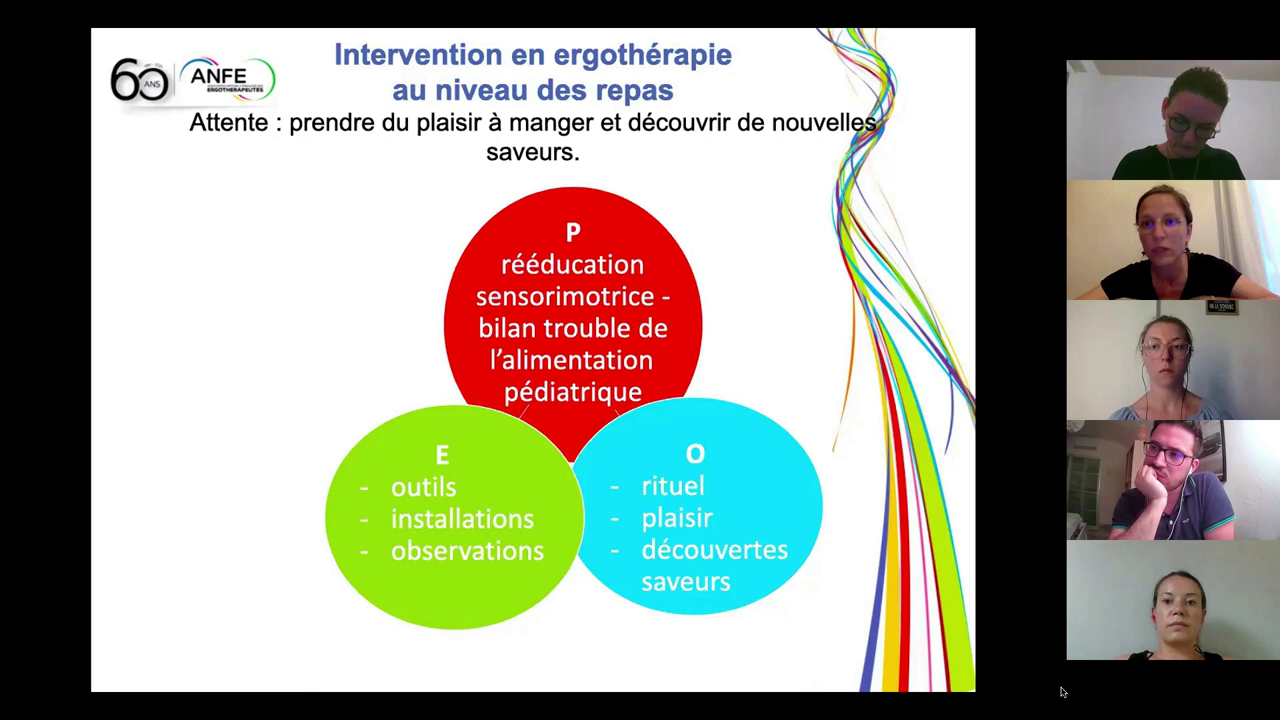 Intervention en ergothérapie
au niveau des repas
60 ANS
ANFE
ERGOTHERAPEUTES
Attente : prendre du plaisir à manger et découvrir de nouvelles
saveurs.
P
rééducation
sensorimotrice -
bilan trouble de
l'alimentation
pédiatrique
E
- outils
- installations
- observations
O
- rituel
- plaisir
- découvertes
saveurs